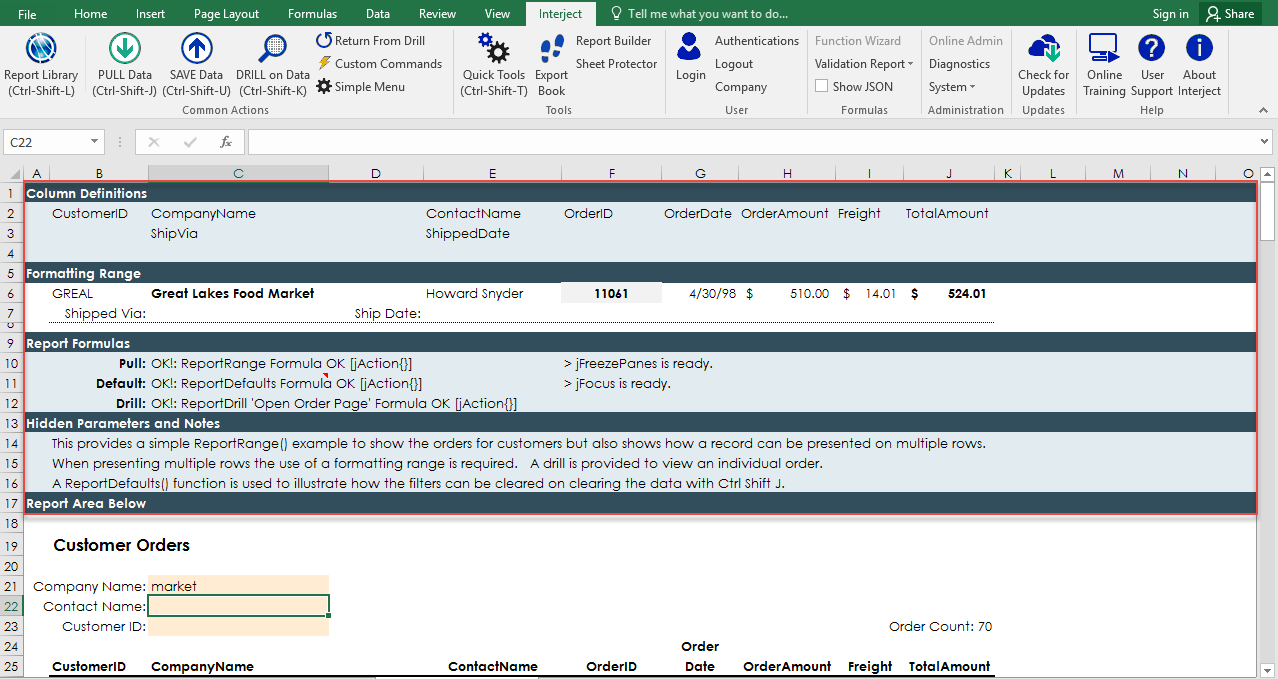 File Home Insert Page Layout Formulas Data Review View Interject Tell me what you want to do... Sign in Share
Report Library (Ctrl-Shift-L)
PULL Data (Ctrl-Shift-J)
SAVE Data (Ctrl-Shift-U)
DRILL on Data (Ctrl-Shift-K)
Return From Drill
Custom Commands
Simple Menu
Common Actions
Quick Tools (Ctrl-Shift-T)
Export Book
Report Builder
Sheet Protector
Tools
Login
Authentications
Logout
Company
User
Function Wizard
Validation Report
Show JSON
Formulas
Online Admin
Diagnostics
System
Administration
Check for Updates
Updates
Online Training
User Support
About Interject
Help
C22 fx
A B C D E F G H I J K L M N O
1 Column Definitions
2 CustomerID CompanyName ContactName OrderID OrderDate OrderAmount Freight TotalAmount
3 ShipVia ShippedDate
4
5 Formatting Range
6 GREAL Great Lakes Food Market Howard Snyder 11061 4/30/98 $ 510.00 $ 14.01 $ 524.01
7 Shipped Via: Ship Date:
9 Report Formulas
10 Pull: OK!: ReportRange Formula OK [jAction{}] > jFreezePanes is ready.
11 Default: OK!: ReportDefaults Formula OK [jAction{}] > jFocus is ready.
12 Drill: OK!: ReportDrill 'Open Order Page' Formula OK [jAction{}]
13 Hidden Parameters and Notes
14 This provides a simple ReportRange() example to show the orders for customers but also shows how a record can be presented on multiple rows.
15 When presenting multiple rows the use of a formatting range is required. A drill is provided to view an individual order.
16 A ReportDefaults() function is used to illustrate how the filters can be cleared on clearing the data with Ctrl Shift J.
17 Report Area Below
18
19 Customer Orders
20
21 Company Name: market
22 Contact Name:
23 Customer ID: Order Count: 70
24 Order
25 CustomerID CompanyName ContactName OrderID Date OrderAmount Freight TotalAmount